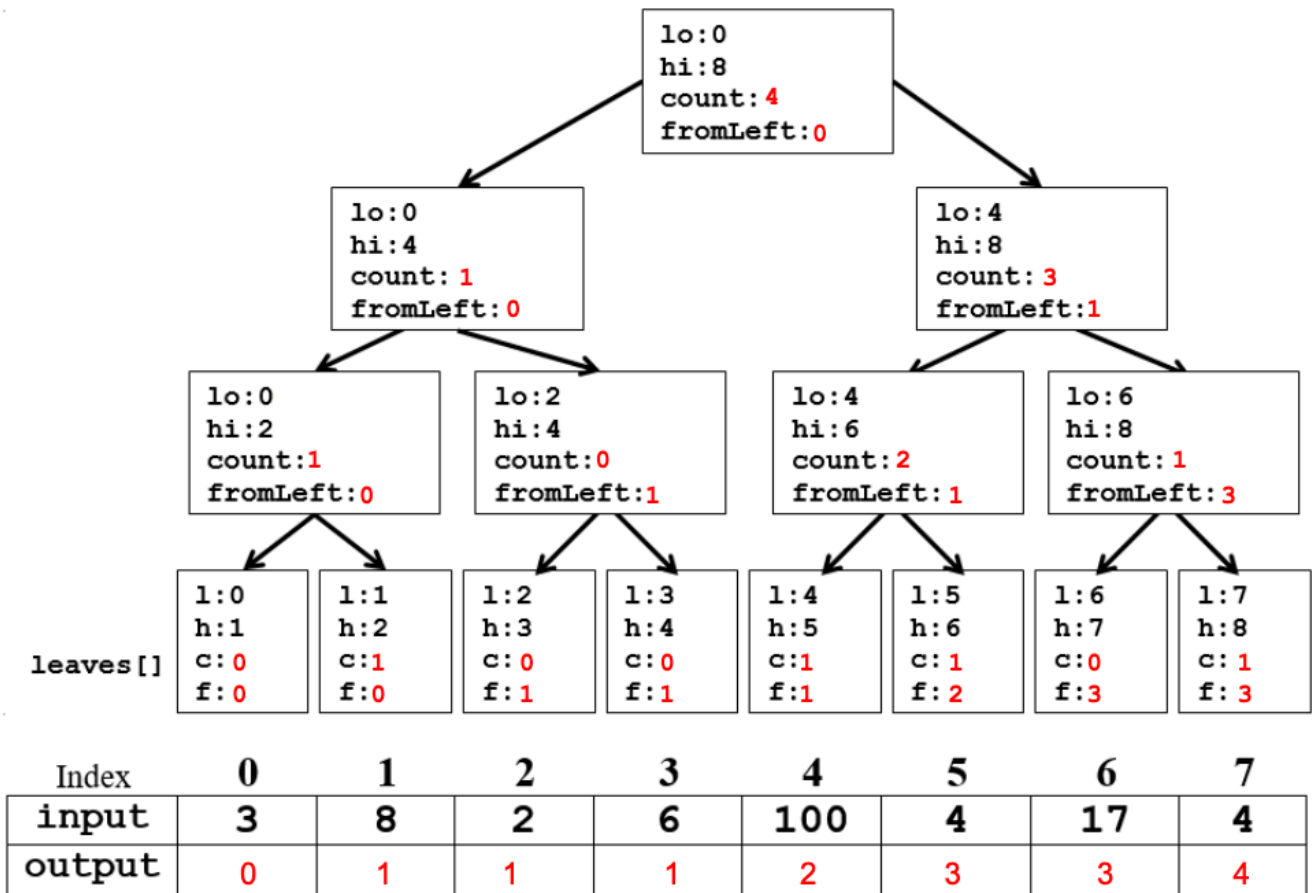 lo:0
hi:8
count: 4
fromLeft:0
lo:0
hi:4
count: 1
fromLeft: 0
lo:4
hi:8
count: 3
fromLeft:1
lo:0
hi:2
count:1
fromLeft:0
lo:2
hi:4
count:0
fromLeft:1
lo:4
hi:6
count:2
fromLeft: 1
lo:6
hi:8
count: 1
fromLeft:3
leaves[]
l:0
h:1
c:0
f:0
l:1
h:2
c:1
f:0
l:2
h:3
c:0
f:1
l:3
h:4
c:0
f:1
l:4
h:5
c:1
f:1
l:5
h:6
c:1
f:2
l:6
h:7
c:0
f:3
l:7
h:8
c:1
f:3
Index 0 1 2 3 4 5 6 7
input 3 8 2 6 100 4 17 4
output 0 1 1 1 2 3 3 4